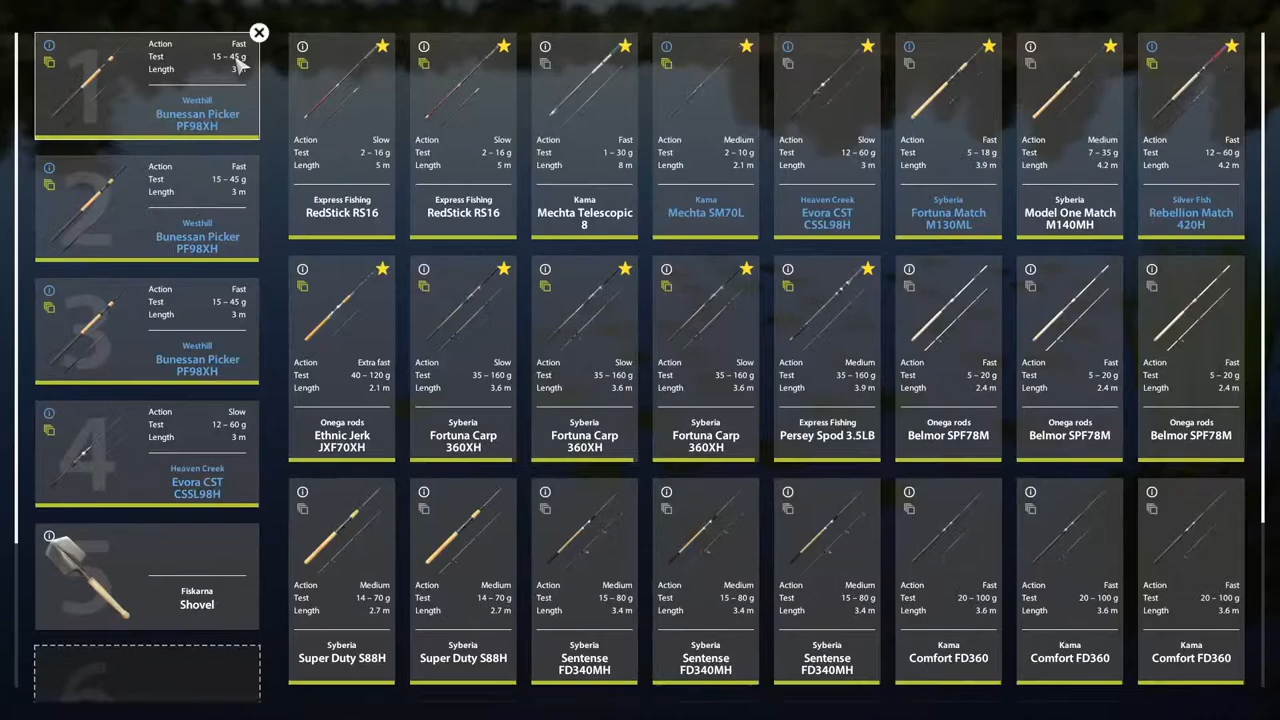 1
Action Fast
Test 15 – 45 g
Length 3 m
Westhill
Bunessan Picker
PF98XH
2
Action Fast
Test 15 – 45 g
Length 3 m
Westhill
Bunessan Picker
PF98XH
3
Action Fast
Test 15 – 45 g
Length 3 m
Westhill
Bunessan Picker
PF98XH
4
Action Slow
Test 12 – 60 g
Length 3 m
Heaven Creek
Evora CST
CSSL98H
5
Fiskarna
Shovel
6
Action Slow
Test 2 – 16 g
Length 5 m
Express Fishing
RedStick RS16
Action Slow
Test 2 – 16 g
Length 5 m
Express Fishing
RedStick RS16
Action Fast
Test 1 – 30 g
Length 8 m
Kama
Mechta Telescopic
8
Action Medium
Test 2 – 10 g
Length 2.1 m
Kama
Mechta SM70L
Action Slow
Test 12 – 60 g
Length 3 m
Heaven Creek
Evora CST
CSSL98H
Action Fast
Test 5 – 18 g
Length 3.9 m
Syberia
Fortuna Match
M130ML
Action Medium
Test 7 – 35 g
Length 4.2 m
Syberia
Model One Match
M140MH
Action Fast
Test 12 – 60 g
Length 4.2 m
Silver Fish
Rebellion Match
420H
Action Extra fast
Test 40 – 120 g
Length 2.1 m
Onega rods
Ethnic Jerk
JXF70XH
Action Slow
Test 35 – 160 g
Length 3.6 m
Syberia
Fortuna Carp
360XH
Action Slow
Test 35 – 160 g
Length 3.6 m
Syberia
Fortuna Carp
360XH
Action Slow
Test 35 – 160 g
Length 3.6 m
Syberia
Fortuna Carp
360XH
Action Medium
Test 35 – 160 g
Length 3.9 m
Express Fishing
Persey Spod 3.5LB
Action Fast
Test 5 – 20 g
Length 2.4 m
Onega rods
Belmor SPF78M
Action Fast
Test 5 – 20 g
Length 2.4 m
Onega rods
Belmor SPF78M
Action Fast
Test 5 – 20 g
Length 2.4 m
Onega rods
Belmor SPF78M
Action Medium
Test 14 – 70 g
Length 2.7 m
Syberia
Super Duty S88H
Action Medium
Test 14 – 70 g
Length 2.7 m
Syberia
Super Duty S88H
Action Medium
Test 15 – 80 g
Length 3.4 m
Syberia
Sentense
FD340MH
Action Medium
Test 15 – 80 g
Length 3.4 m
Syberia
Sentense
FD340MH
Action Medium
Test 15 – 80 g
Length 3.4 m
Syberia
Sentense
FD340MH
Action Fast
Test 20 – 100 g
Length 3.6 m
Kama
Comfort FD360
Action Fast
Test 20 – 100 g
Length 3.6 m
Kama
Comfort FD360
Action Fast
Test 20 – 100 g
Length 3.6 m
Kama
Comfort FD360